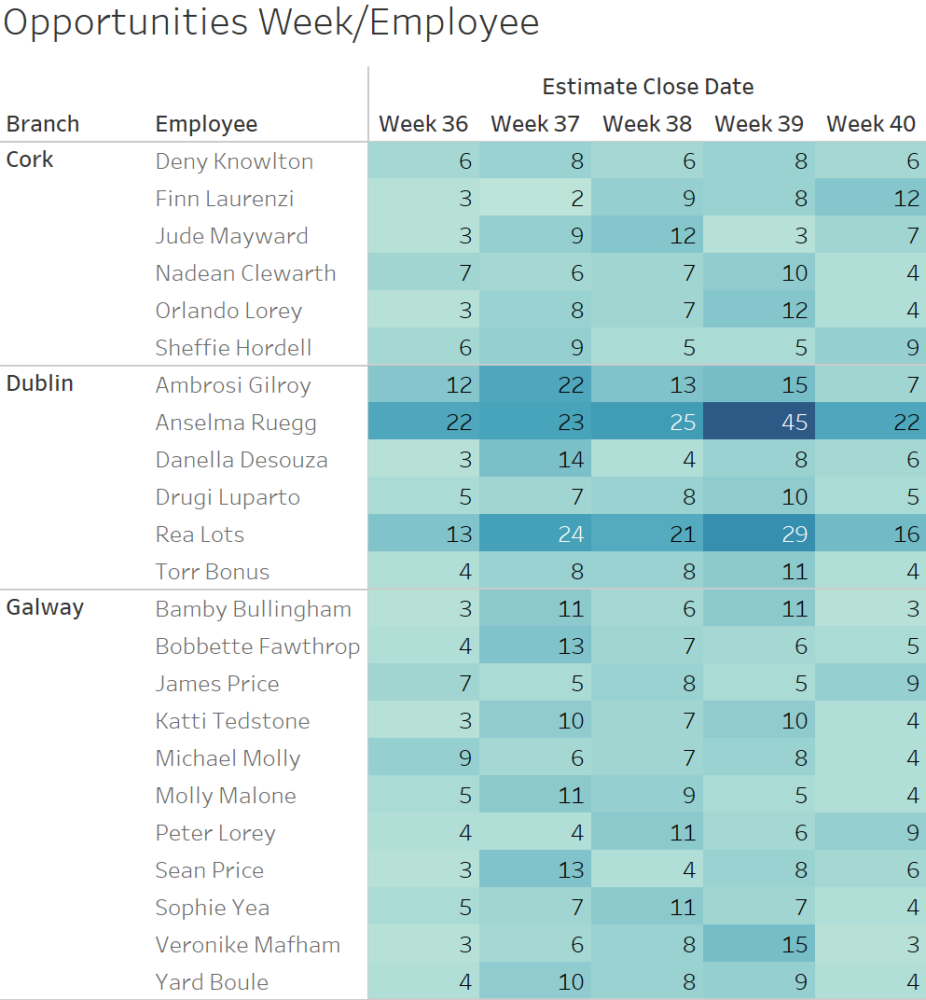 Opportunities Week/Employee
Estimate Close Date
Branch Employee Week 36 Week 37 Week 38 Week 39 Week 40
Cork Deny Knowlton 6 8 6 8 6
Finn Laurenzi 3 2 9 8 12
Jude Mayward 3 9 12 3 7
Nadean Clewarth 7 6 7 10 4
Orlando Lorey 3 8 7 12 4
Sheffie Hordell 6 9 5 5 9
Dublin Ambrosi Gilroy 12 22 13 15 7
Anselma Ruegg 22 23 25 45 22
Danella Desouza 3 14 4 8 6
Drugi Luparto 5 7 8 10 5
Rea Lots 13 24 21 29 16
Torr Bonus 4 8 8 11 4
Galway Bamby Bullingham 3 11 6 11 3
Bobbette Fawthrop 4 13 7 6 5
James Price 7 5 8 5 9
Katti Tedstone 3 10 7 10 4
Michael Molly 9 6 7 8 4
Molly Malone 5 11 9 5 4
Peter Lorey 4 4 11 6 9
Sean Price 3 13 4 8 6
Sophie Yea 5 7 11 7 4
Veronike Mafham 3 6 8 15 3
Yard Boule 4 10 8 9 4